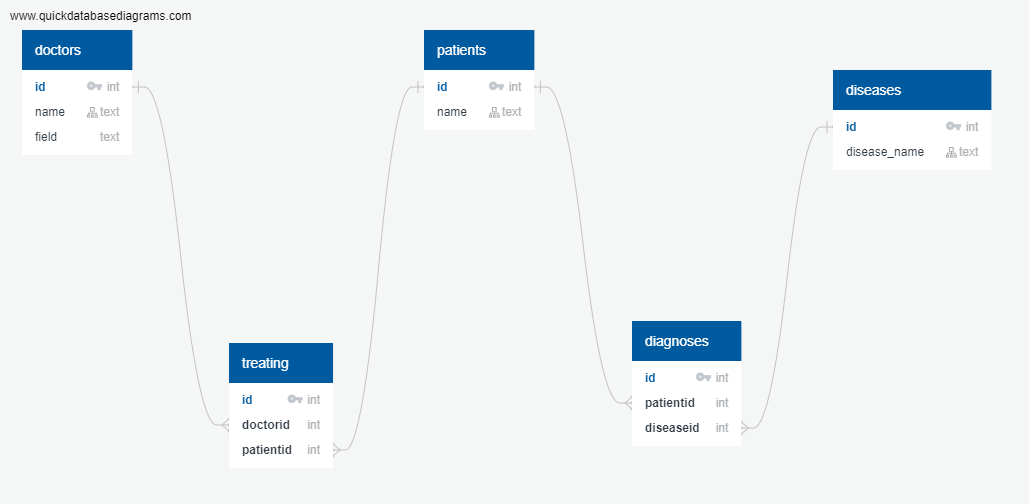 www.quickdatabasediagrams.com
doctors
id int
name text
field text
patients
id int
name text
diseases
id int
disease_name text
treating
id int
doctorid int
patientid int
diagnoses
id int
patientid int
diseaseid int